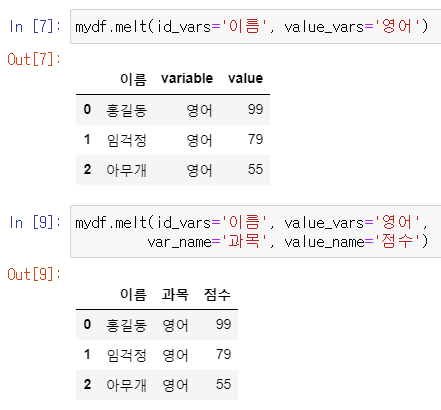 In [7]: mydf.melt(id_vars='이름', value_vars='영어')
Out[7]:
이름 variable value
0 홍길동 영어 99
1 임걱정 영어 79
2 아무개 영어 55
In [9]: mydf.melt(id_vars='이름', value_vars='영어',
var_name='과목', value_name='점수')
Out[9]:
이름 과목 점수
0 홍길동 영어 99
1 임걱정 영어 79
2 아무개 영어 55